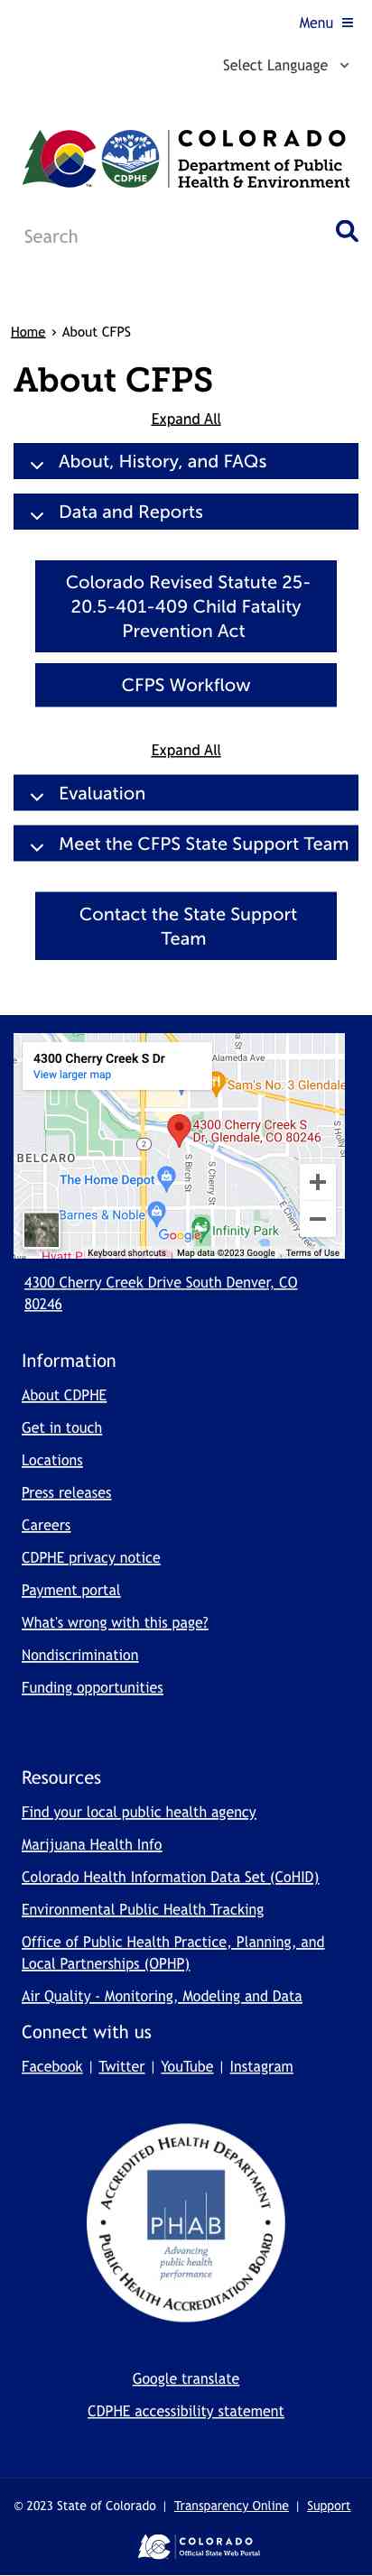 Menu
Select Language
COLORADO
Department of Public
Health & Environment
CDPHE
Search
Home › About CFPS
About CFPS
Expand All
About, History, and FAQs
Data and Reports
Colorado Revised Statute 25-
20.5-401-409 Child Fatality
Prevention Act
CFPS Workflow
Expand All
Evaluation
Meet the CFPS State Support Team
Contact the State Support
Team
4300 Cherry Creek S Dr
View larger map
Alameda Ave
Sam's No. 3 Glendale
4300 Cherry Creek S
Dr, Glendale, CO 80246
2
BELCARO
The Home Depot
S Birch St
S Cherry St
Barnes & Noble
Infinity Park
Google
Keyboard shortcuts
Map data ©2023 Google
Terms of Use
4300 Cherry Creek Drive South Denver, CO
80246
Information
About CDPHE
Get in touch
Locations
Press releases
Careers
CDPHE privacy notice
Payment portal
What's wrong with this page?
Nondiscrimination
Funding opportunities
Resources
Find your local public health agency
Marijuana Health Info
Colorado Health Information Data Set (CoHID)
Environmental Public Health Tracking
Office of Public Health Practice, Planning, and
Local Partnerships (OPHP)
Air Quality - Monitoring, Modeling and Data
Connect with us
Facebook | Twitter | YouTube | Instagram
ACCREDITED HEALTH DEPARTMENT
PHAB
Advancing
public health
performance
PUBLIC HEALTH ACCREDITATION BOARD
Google translate
CDPHE accessibility statement
© 2023 State of Colorado | Transparency Online | Support
COLORADO
Official State Web Portal